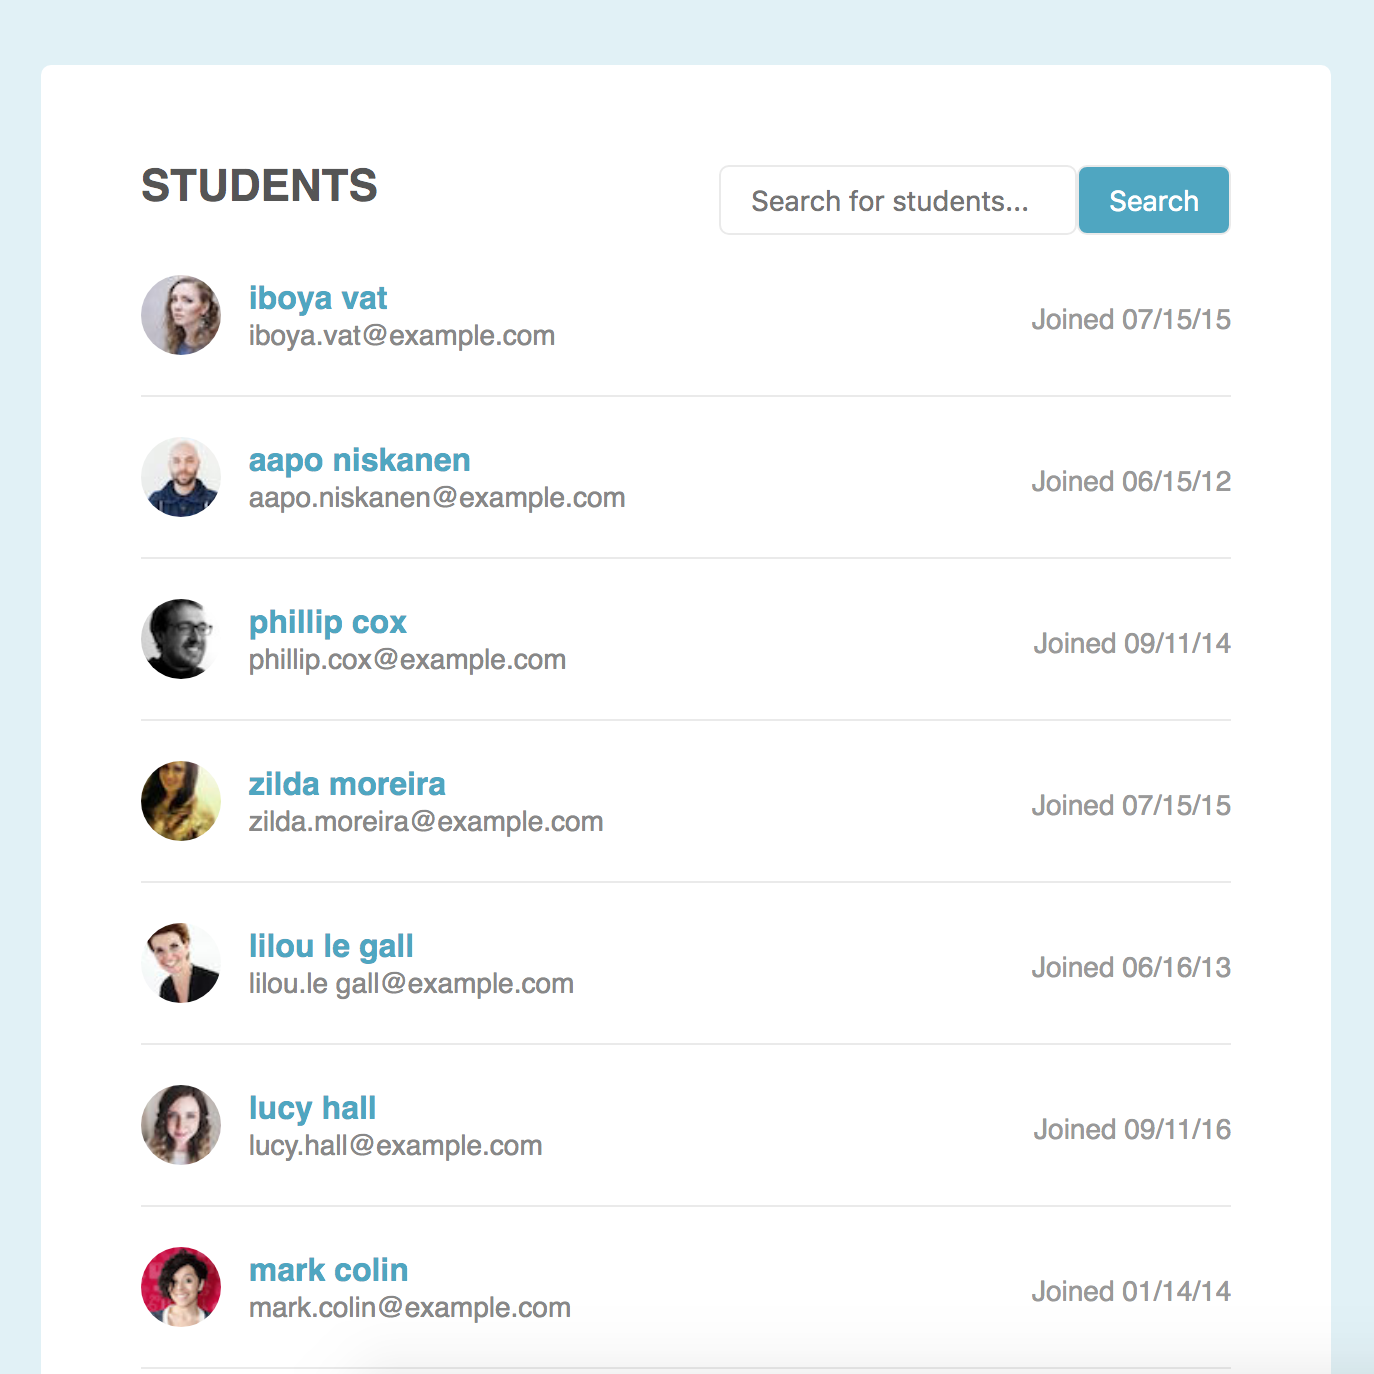 STUDENTS
Search for students...
Search
iboya vat
iboya.vat@example.com
Joined 07/15/15
aapo niskanen
aapo.niskanen@example.com
Joined 06/15/12
phillip cox
phillip.cox@example.com
Joined 09/11/14
zilda moreira
zilda.moreira@example.com
Joined 07/15/15
lilou le gall
lilou.le gall@example.com
Joined 06/16/13
lucy hall
lucy.hall@example.com
Joined 09/11/16
mark colin
mark.colin@example.com
Joined 01/14/14